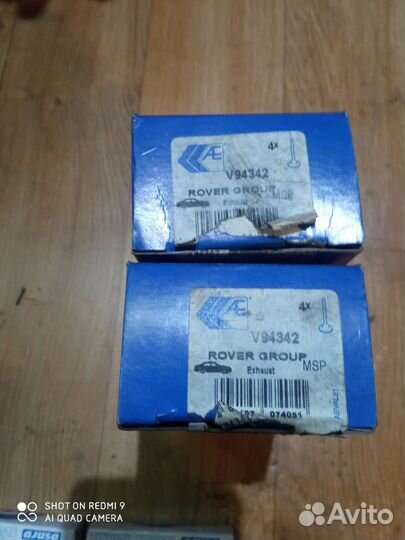 AE
4x
V94342
ROVER GROUP
MSP
Exhaust
AE
4x
V94342
ROVER GROUP
MSP
Exhaust
074051
SHOT ON REDMI 9
AI QUAD CAMERA
Avito